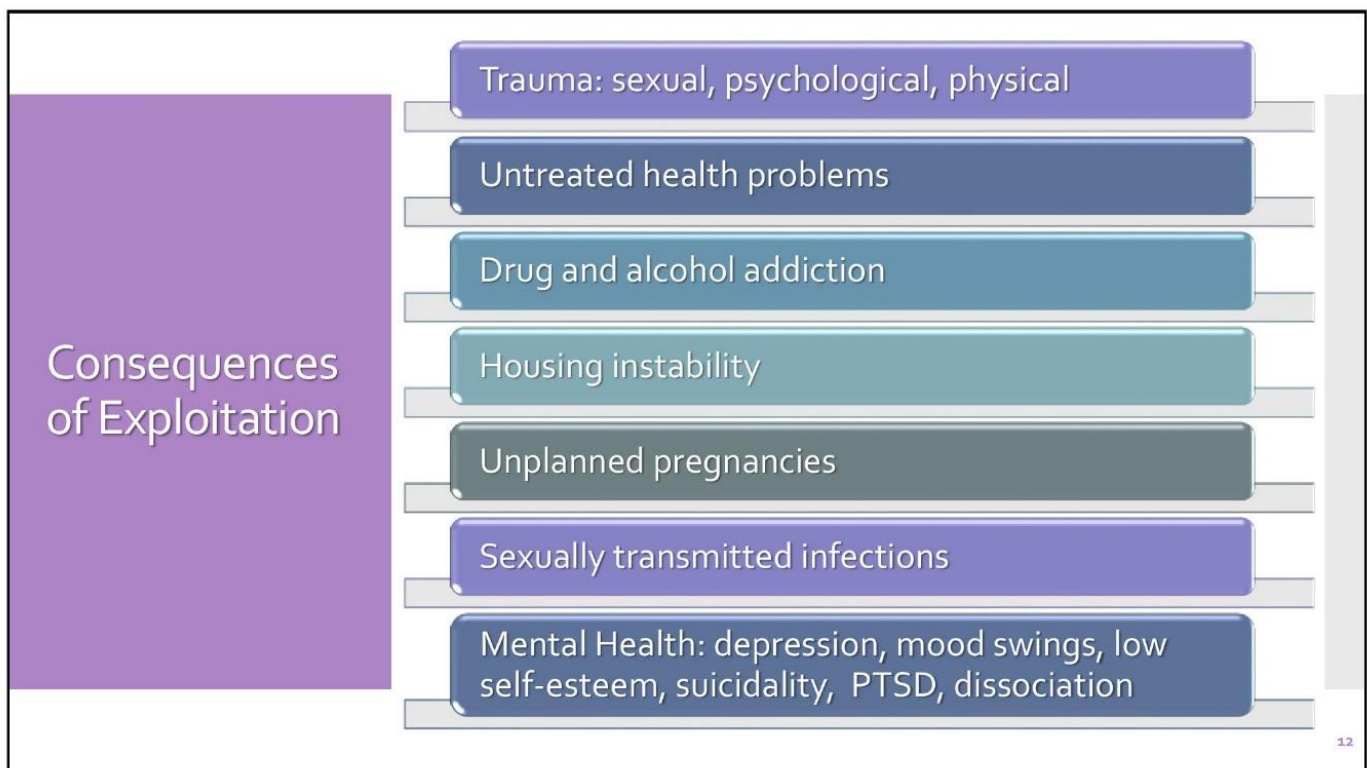 Consequences
of Exploitation
Trauma: sexual, psychological, physical
Untreated health problems
Drug and alcohol addiction
Housing instability
Unplanned pregnancies
Sexually transmitted infections
Mental Health: depression, mood swings, low
self-esteem, suicidality,  PTSD, dissociation
12